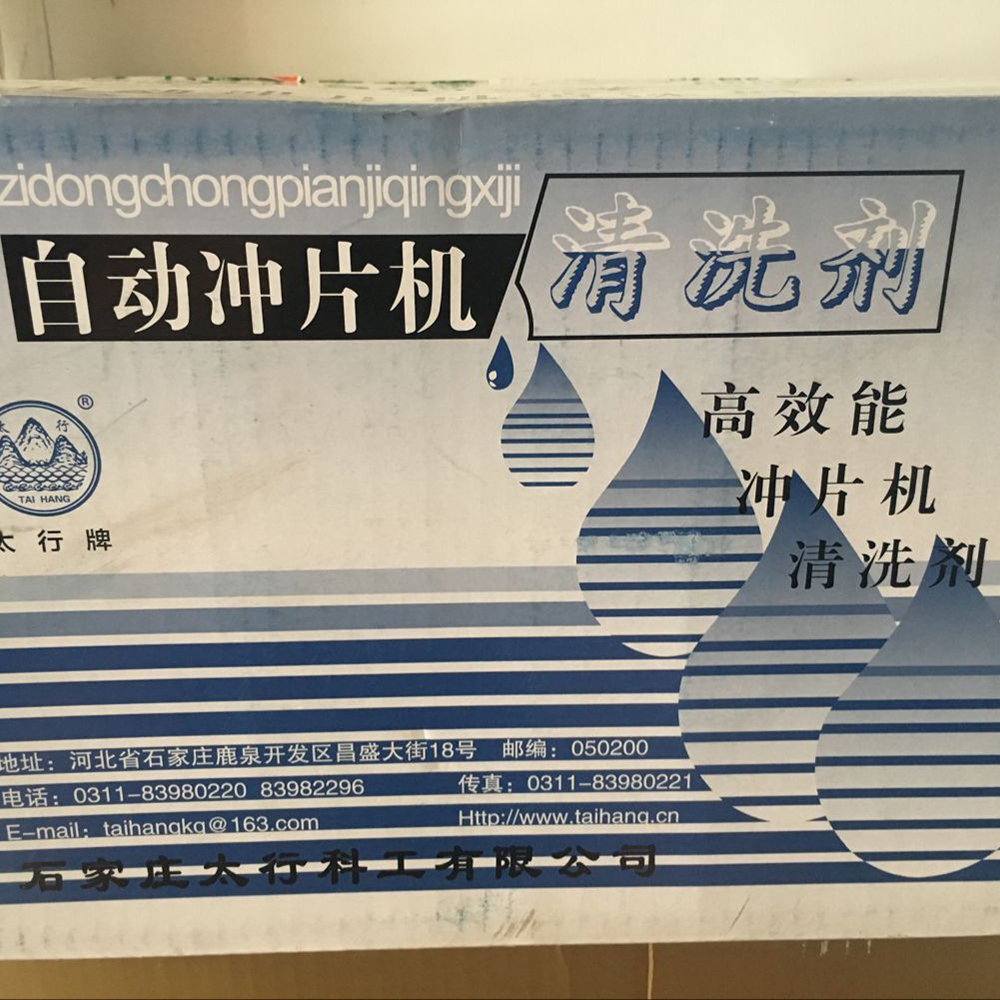 zidongchongpianjiqingxiji
自动冲片机
清洗剂
高效能
冲片机
清洗剂
太行
®
TAI HANG
太行牌
地址：河北省石家庄鹿泉开发区昌盛大街18号 邮编：050200
电话：0311-83980220 83982296 传真：0311-83980221
E-mail：taihangkg@163.com Http://www.taihang.cn
石家庄太行科工有限公司